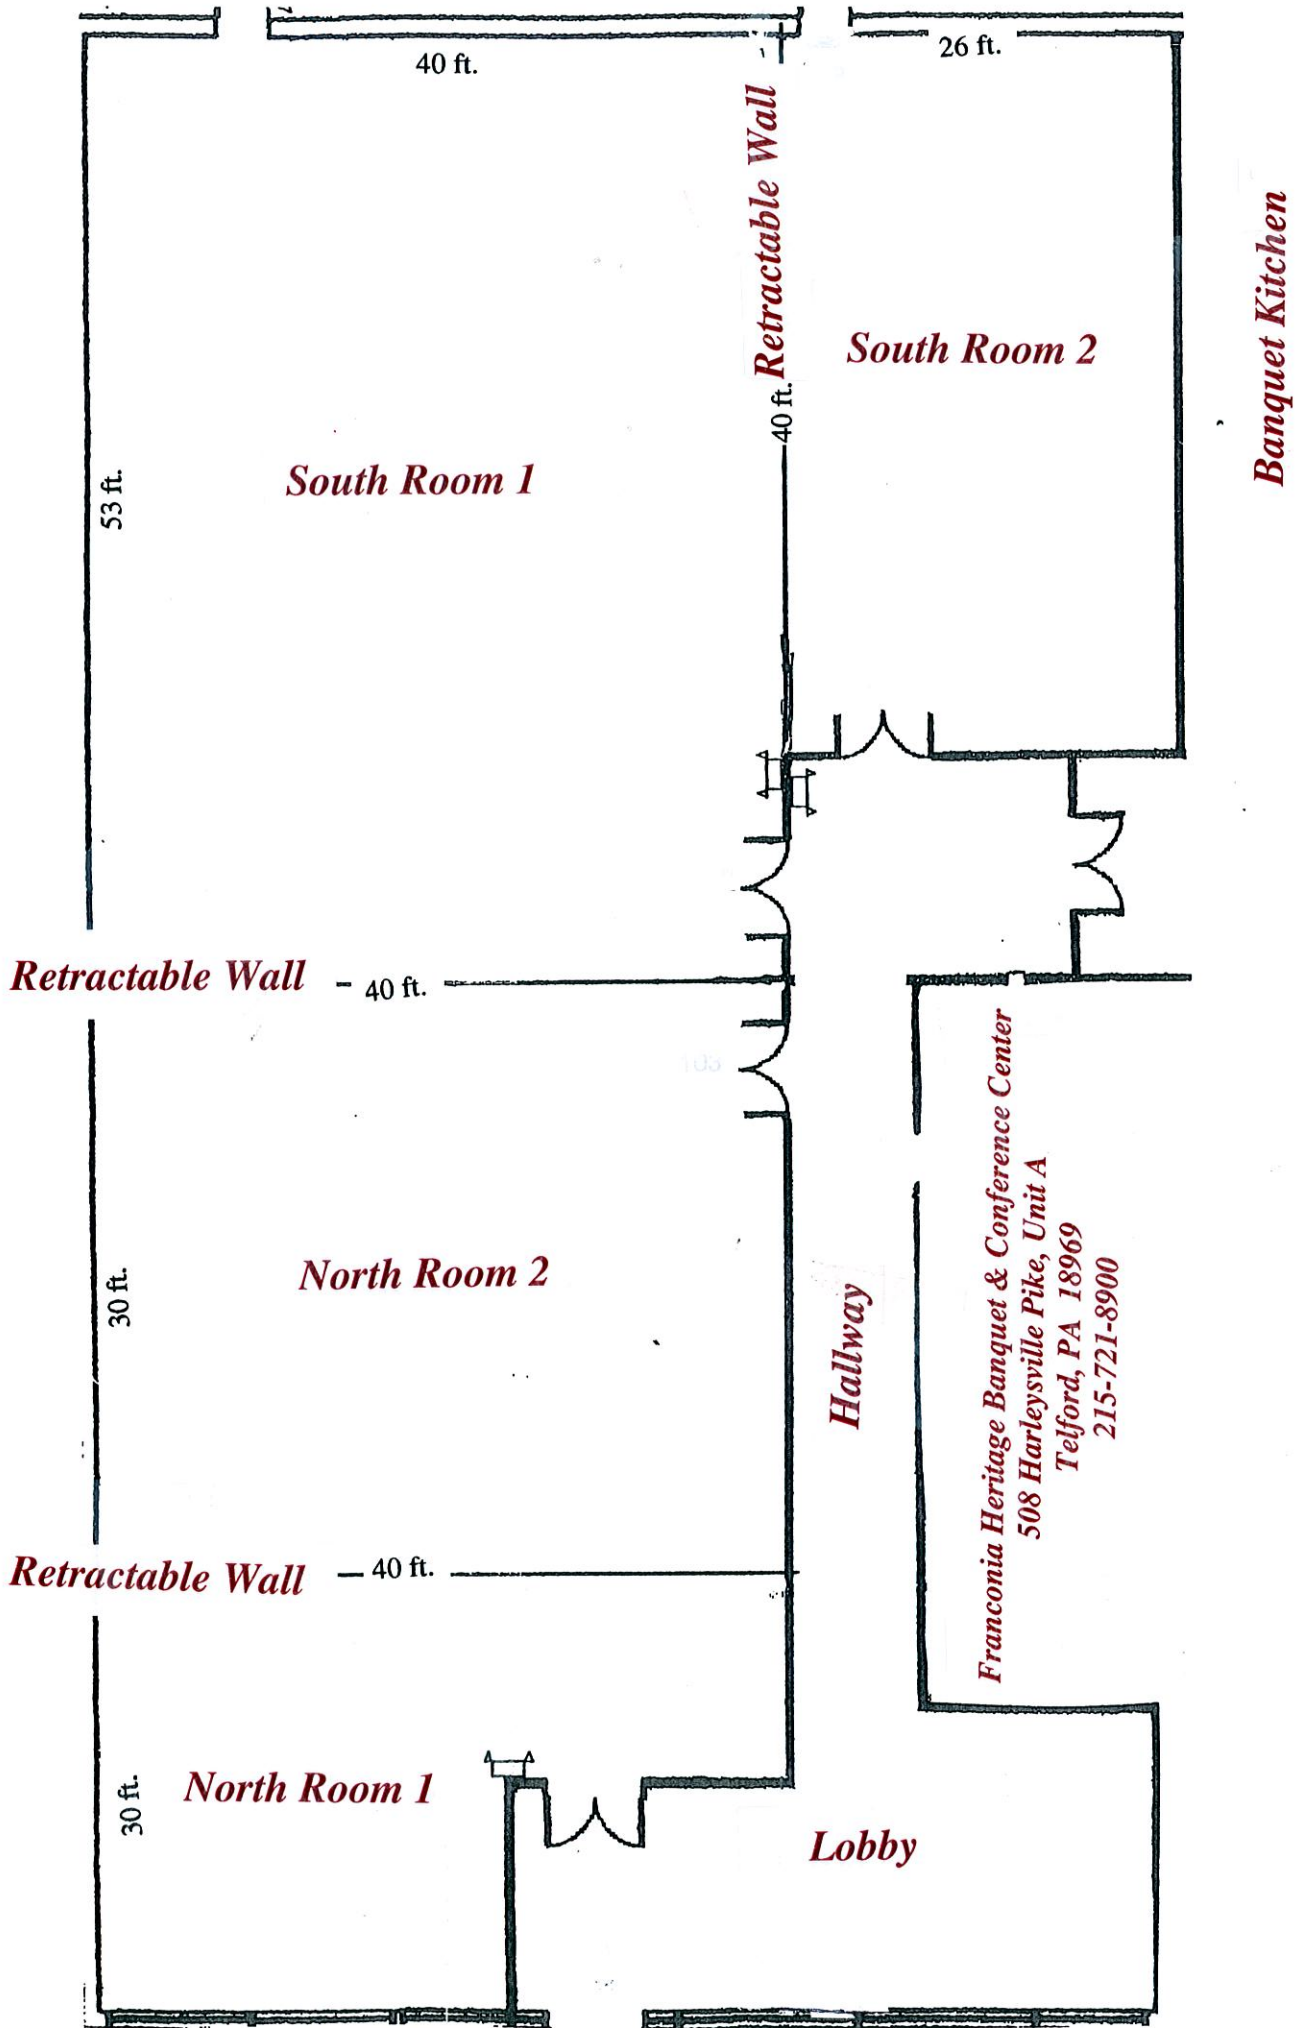 40 ft.
26 ft.
Retractable Wall
40 ft.
South Room 2
Banquet Kitchen
South Room 1
53 ft.
Retractable Wall
40 ft.
Franconia Heritage Banquet & Conference Center
508 Harleysville Pike, Unit A
Telford, PA 18969
215-721-8900
North Room 2
30 ft.
Hallway
Retractable Wall
40 ft.
North Room 1
30 ft.
Lobby